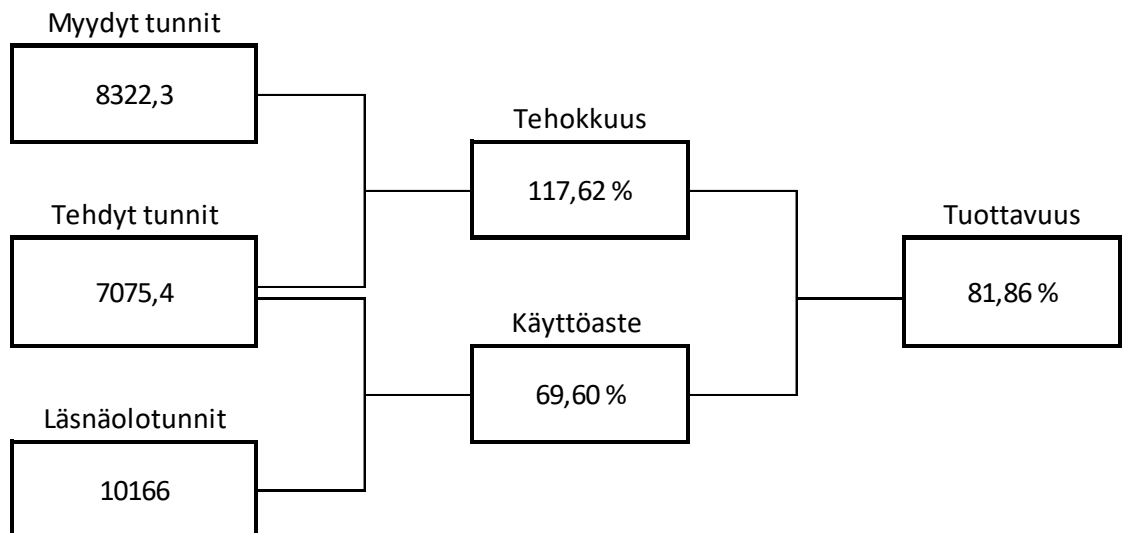 Myydyt tunnit
8322,3
Tehokkuus
117,62 %
Tehdyt tunnit
7075,4
Tuottavuus
81,86 %
Käyttöaste
69,60 %
Läsnäolotunnit
10166